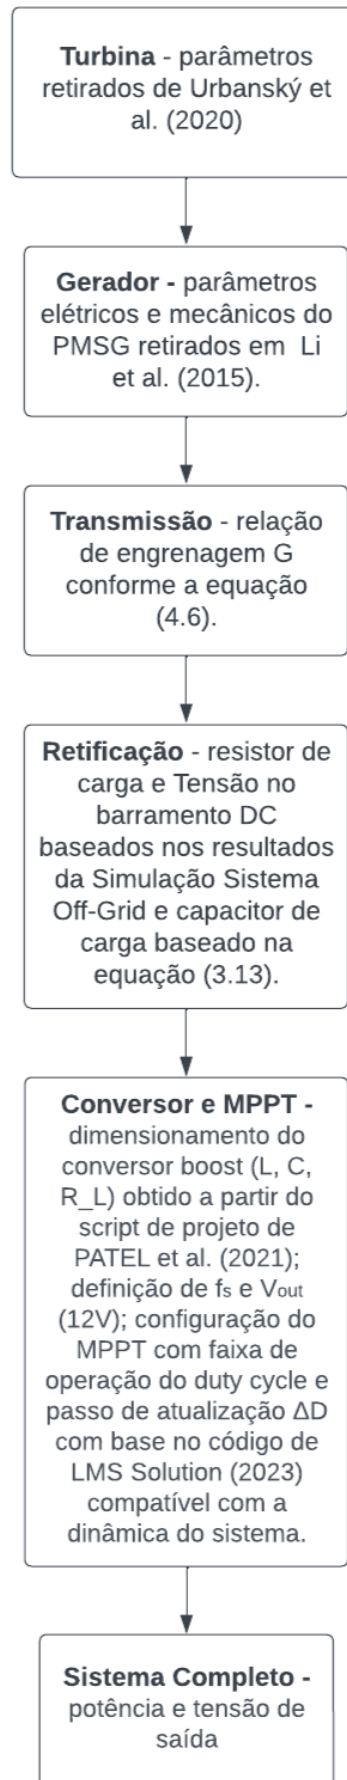 Turbina - parâmetros
retirados de Urbanský et
al. (2020)
Gerador - parâmetros
elétricos e mecânicos do
PMSG retirados em Li
et al. (2015).
Transmissão - relação
de engrenagem G
conforme a equação
(4.6).
Retificação - resistor de
carga e Tensão no
barramento DC
baseados nos resultados
da Simulação Sistema
Off-Grid e capacitor de
carga baseado na
equação (3.13).
Conversor e MPPT -
dimensionamento do
conversor boost (L, C,
R_L) obtido a partir do
script de projeto de
PATEL et al. (2021);
definição de fs e Vout
(12V); configuração do
MPPT com faixa de
operação do duty cycle e
passo de atualização ΔD
com base no código de
LMS Solution (2023)
compatível com a
dinâmica do sistema.
Sistema Completo -
potência e tensão de
saída